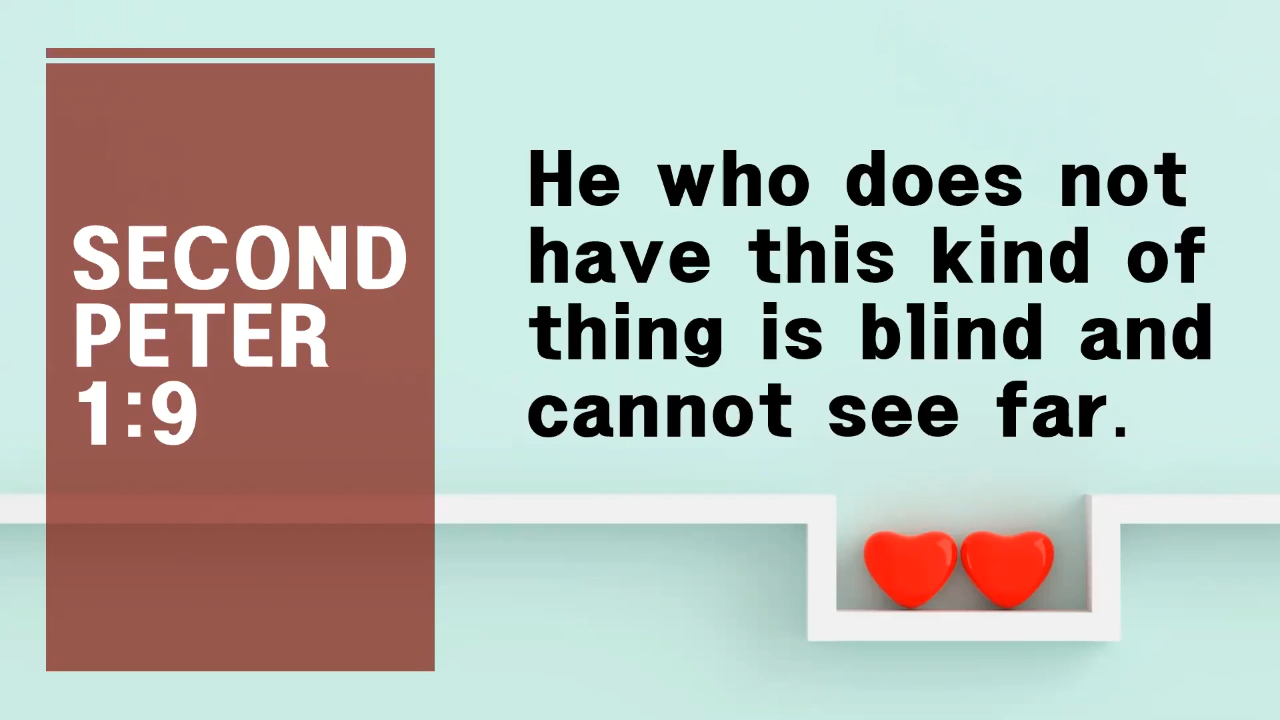 SECOND
PETER
1:9
He who does not
have this kind of
thing is blind and
cannot see far.